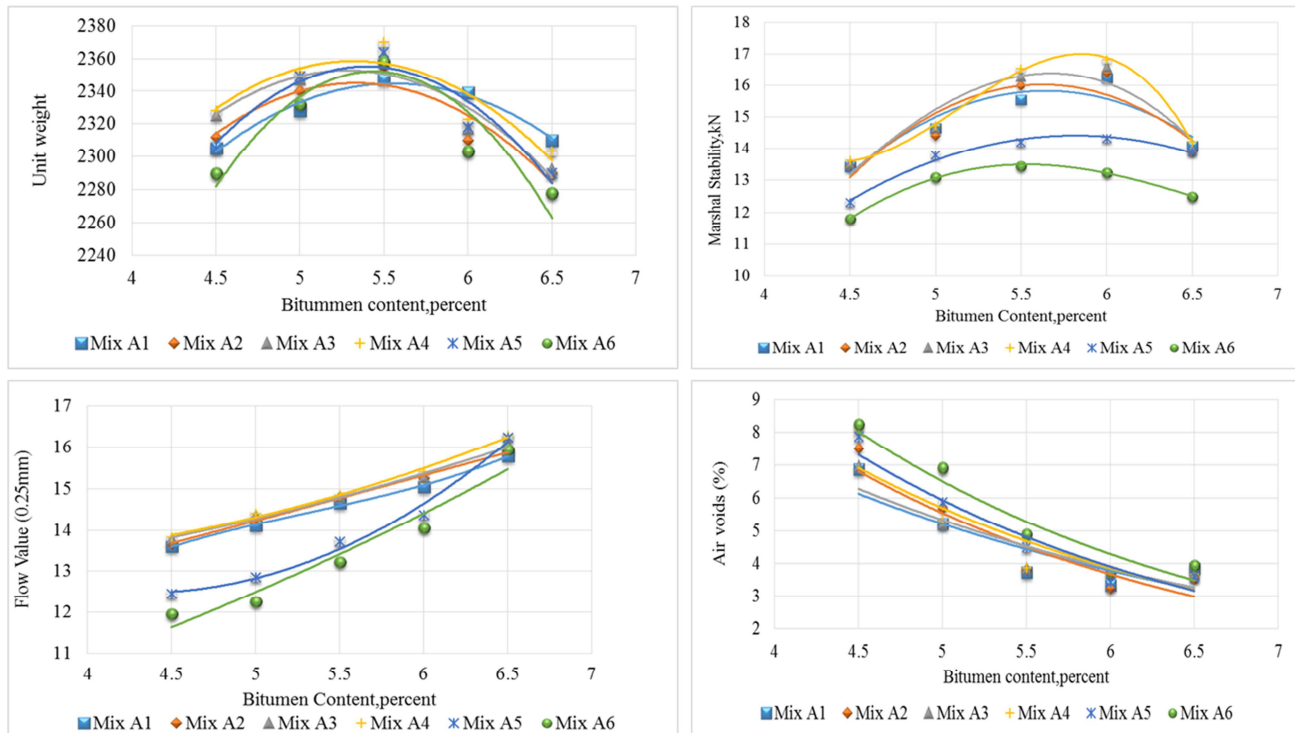 2380
2360
2340
2320
2300
2280
2260
2240
Unit weight
4 4.5 5 5.5 6 6.5 7
Bitummen content,percent
Mix A1 Mix A2 Mix A3 Mix A4 Mix A5 Mix A6
18
17
16
15
14
13
12
11
10
Marshal Stability,kN
4 4.5 5 5.5 6 6.5 7
Bitumen Content,percent
Mix A1 Mix A2 Mix A3 Mix A4 Mix A5 Mix A6
17
16
15
14
13
12
11
Flow Value (0.25mm)
4 4.5 5 5.5 6 6.5 7
Bitumen Content,percent
Mix A1 Mix A2 Mix A3 Mix A4 Mix A5 Mix A6
9
8
7
6
5
4
3
2
Air voids (%)
4 4.5 5 5.5 6 6.5 7
Bitumen content,percent
Mix A1 Mix A2 Mix A3 Mix A4 Mix A5 Mix A6